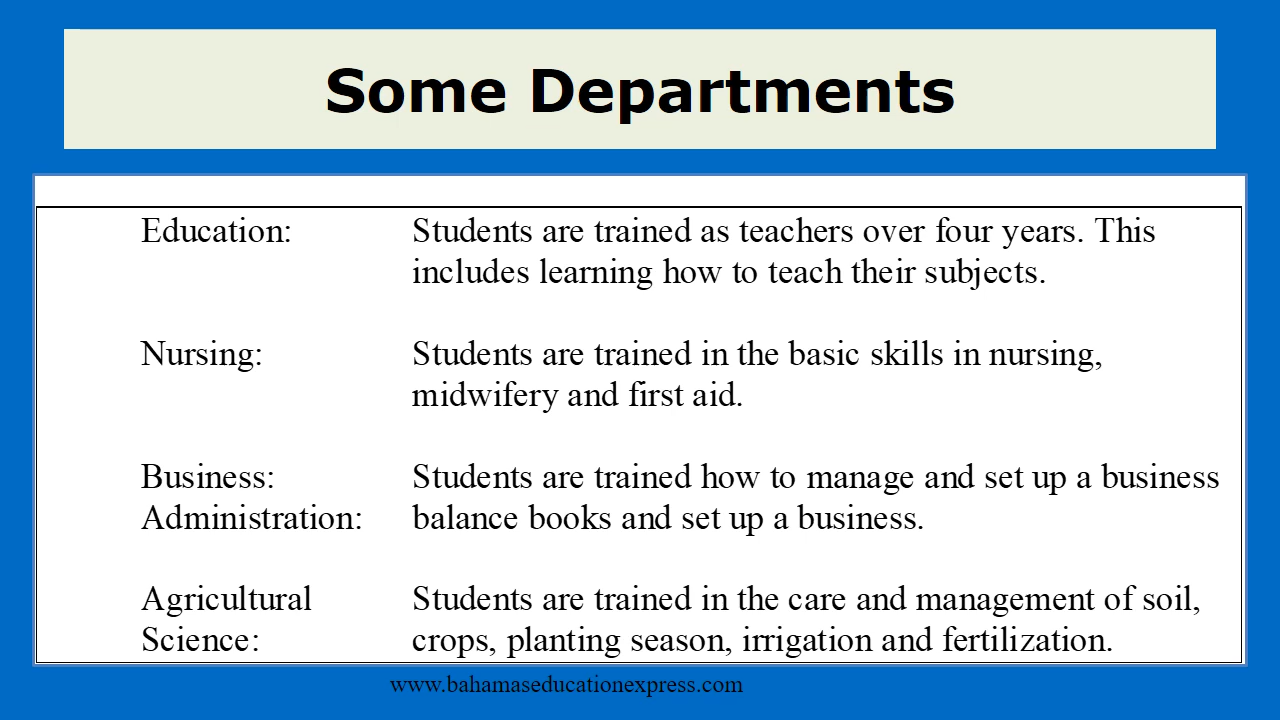 Some Departments
Education: Students are trained as teachers over four years. This
includes learning how to teach their subjects.
Nursing: Students are trained in the basic skills in nursing,
midwifery and first aid.
Business: Students are trained how to manage and set up a business
Administration: balance books and set up a business.
Agricultural Students are trained in the care and management of soil,
Science: crops, planting season, irrigation and fertilization.
www.bahamaseducationexpress.com